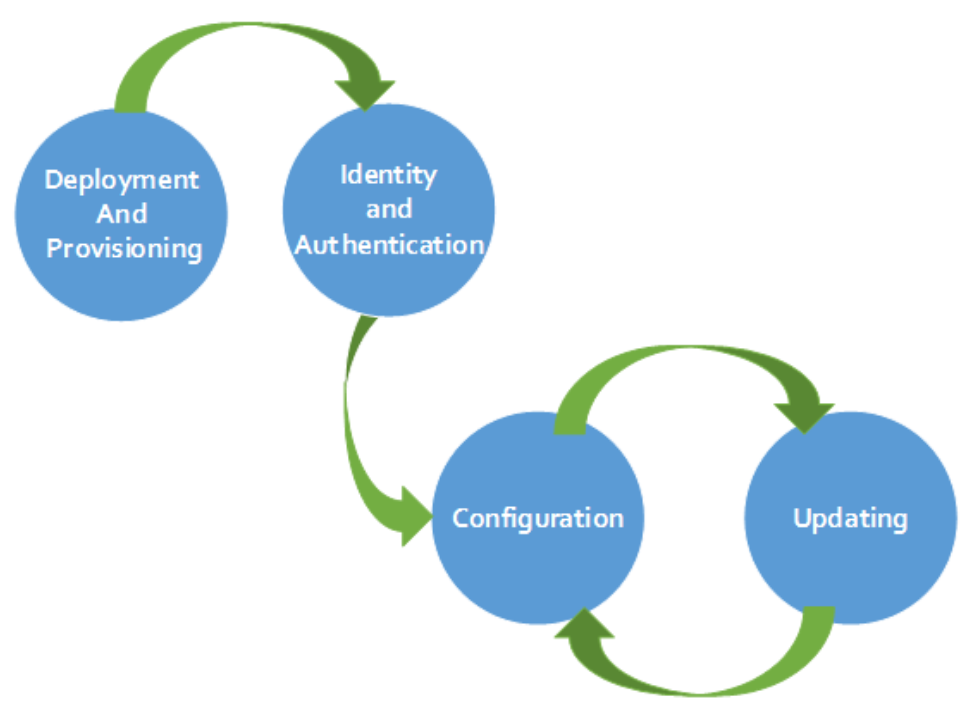 Deployment
And
Provisioning
Identity
and
Authentication
Configuration
Updating